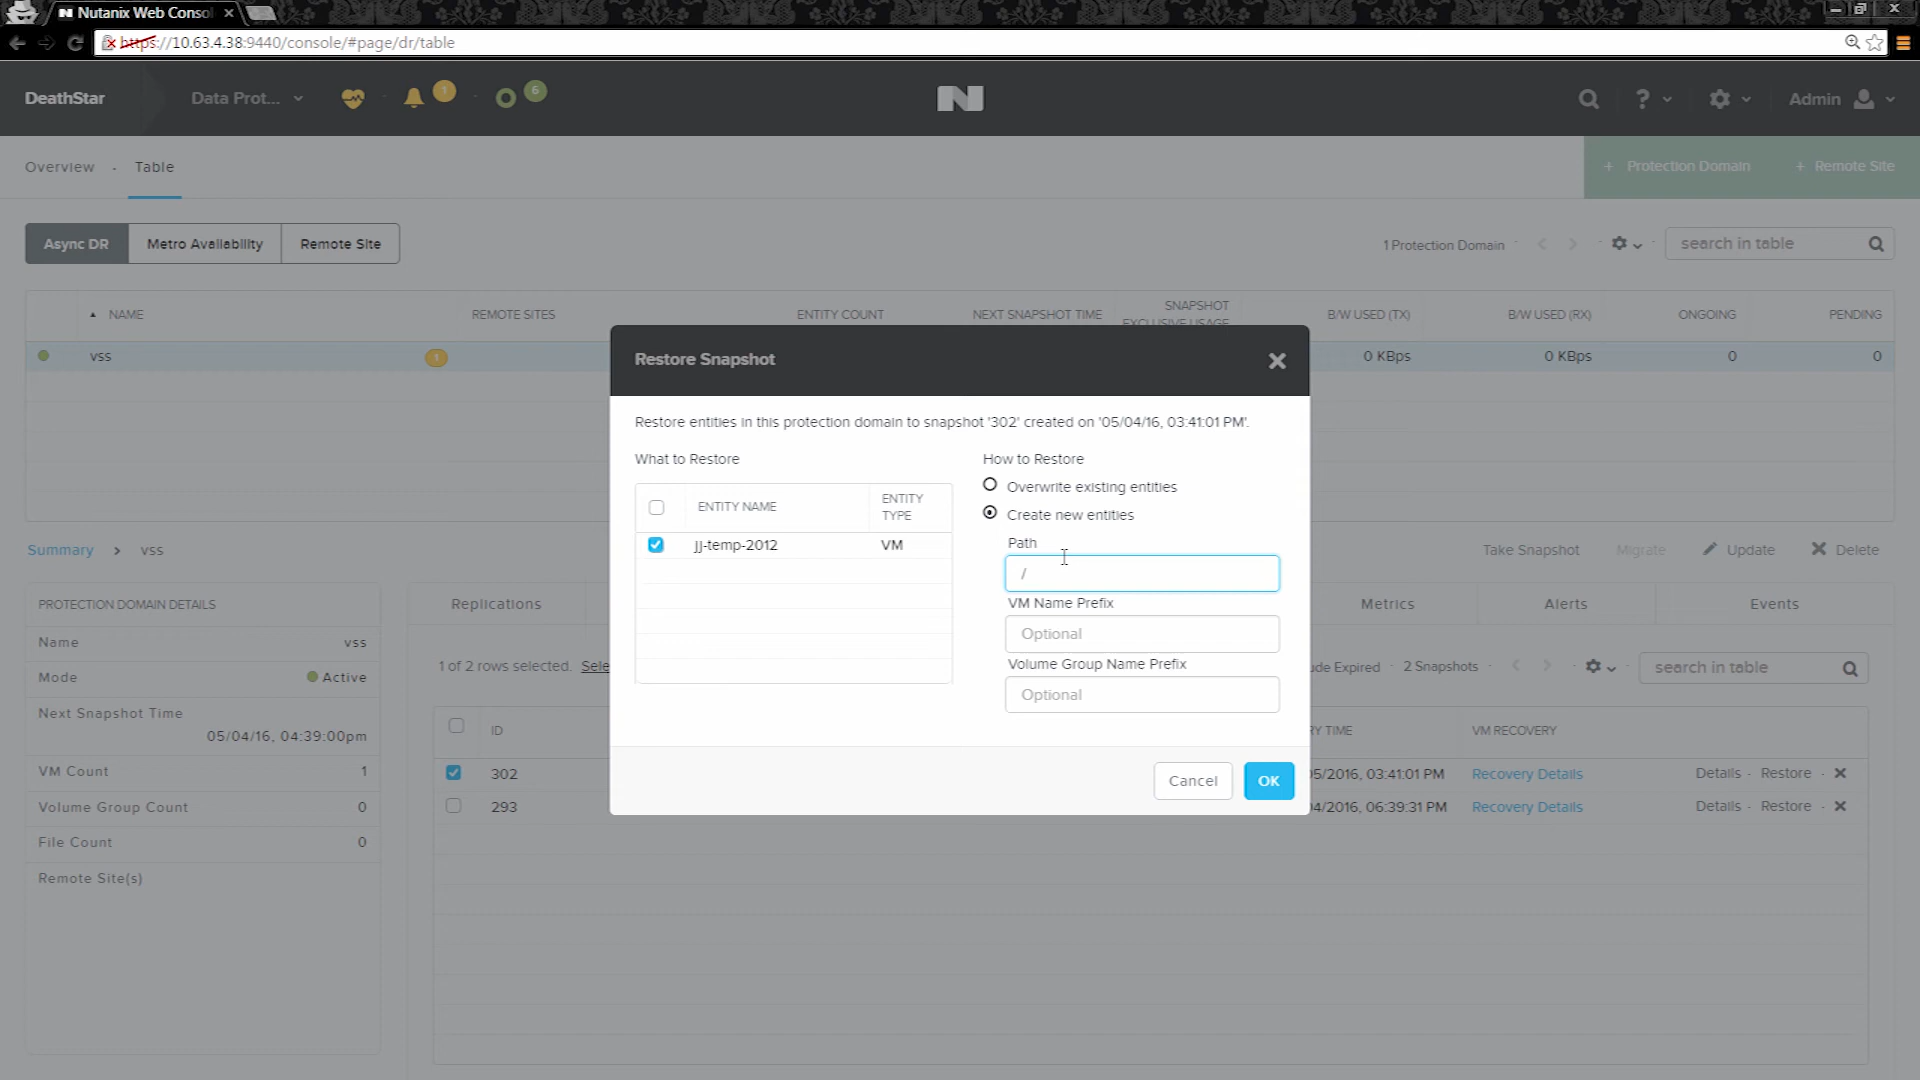 Nutanix Web Conso
https://10.63.4.38:9440/console/#page/dr/table
DeathStar
Data Prot...
1
6
?
Admin
Overview
Table
+ Protection Domain
+ Remote Site
Async DR
Metro Availability
Remote Site
1 Protection Domain
search in table
NAME
REMOTE SITES
ENTITY COUNT
NEXT SNAPSHOT TIME
SNAPSHOT
EXCLUSIVE USAGE
B/W USED (TX)
B/W USED (RX)
ONGOING
PENDING
vss
1
0 KBps
0 KBps
0
0
Restore Snapshot
Restore entities in this protection domain to snapshot '302' created on '05/04/16, 03:41:01 PM'.
What to Restore
ENTITY NAME
ENTITY
TYPE
jj-temp-2012
VM
How to Restore
Overwrite existing entities
Create new entities
Path
/
VM Name Prefix
Optional
Volume Group Name Prefix
Optional
Cancel
OK
Summary > vss
Take Snapshot
Migrate
Update
Delete
PROTECTION DOMAIN DETAILS
Name
vss
Mode
Active
Next Snapshot Time
05/04/16, 04:39:00pm
VM Count
1
Volume Group Count
0
File Count
0
Remote Site(s)
Replications
Metrics
Alerts
Events
1 of 2 rows selected.
Sele
de Expired
2 Snapshots
search in table
ID
RY TIME
VM RECOVERY
302
5/2016, 03:41:01 PM
Recovery Details
Details
Restore
293
4/2016, 06:39:31 PM
Recovery Details
Details
Restore